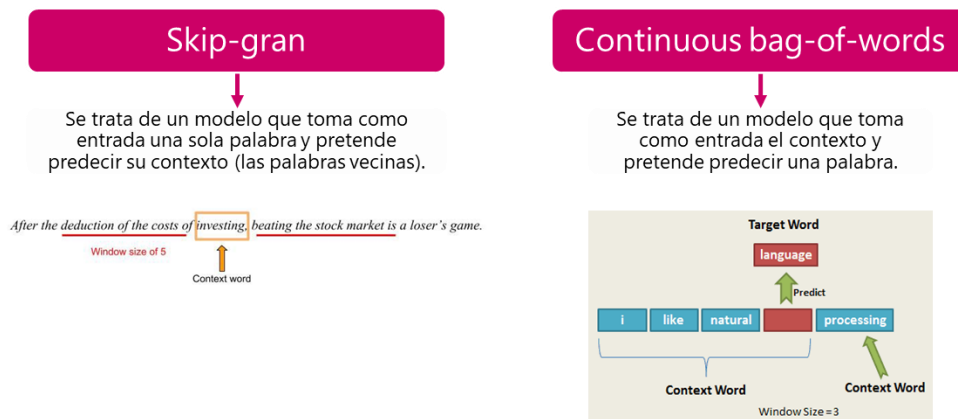 Skip-gran
Se trata de un modelo que toma como
entrada una sola palabra y pretende
predecir su contexto (las palabras vecinas).
After the deduction of the costs of investing, beating the stock market is a loser's game.
Window size of 5
Context word
Continuous bag-of-words
Se trata de un modelo que toma
como entrada el contexto y
pretende predecir una palabra.
Target Word
language
Predict
i like natural processing
Context Word
Context Word
Window Size=3